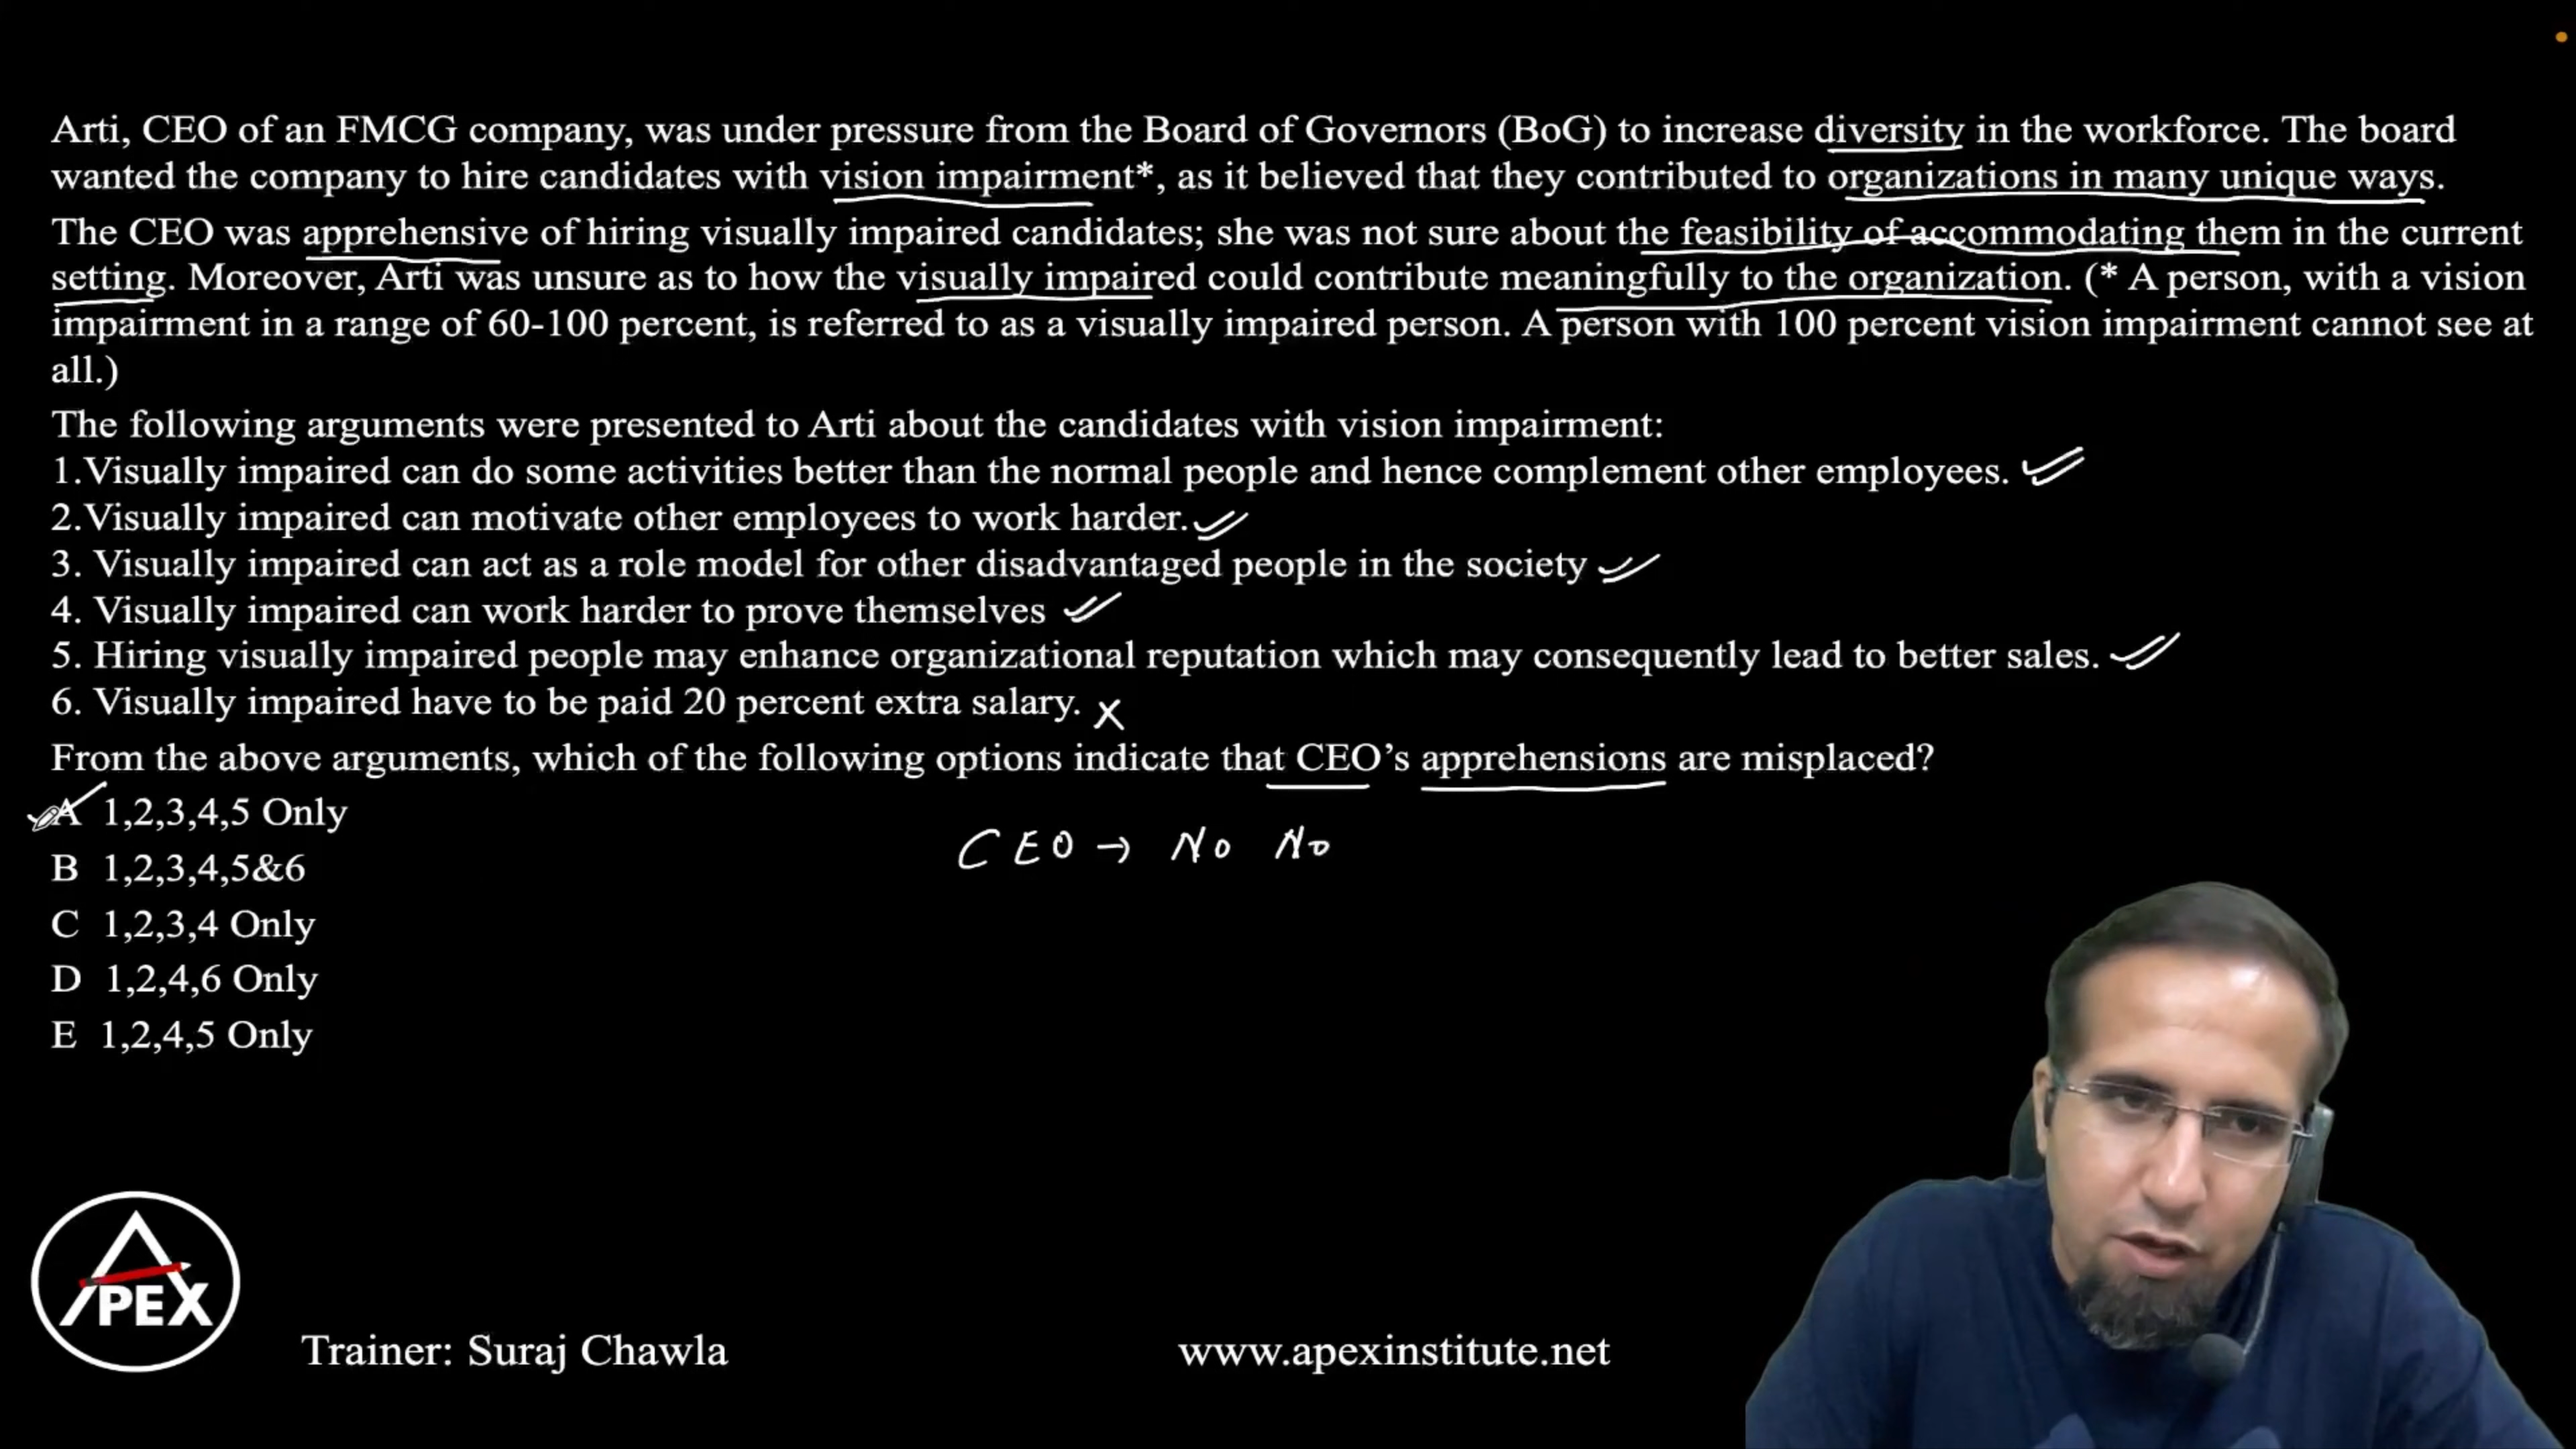 Arti, CEO of an FMCG company, was under pressure from the Board of Governors (BoG) to increase diversity in the workforce. The board
wanted the company to hire candidates with vision impairment*, as it believed that they contributed to organizations in many unique ways.
The CEO was apprehensive of hiring visually impaired candidates; she was not sure about the feasibility of accommodating them in the current
setting. Moreover, Arti was unsure as to how the visually impaired could contribute meaningfully to the organization. (* A person, with a vision
impairment in a range of 60-100 percent, is referred to as a visually impaired person. A person with 100 percent vision impairment cannot see at
all.)
The following arguments were presented to Arti about the candidates with vision impairment:
1.Visually impaired can do some activities better than the normal people and hence complement other employees.
2.Visually impaired can motivate other employees to work harder.
3. Visually impaired can act as a role model for other disadvantaged people in the society
4. Visually impaired can work harder to prove themselves
5. Hiring visually impaired people may enhance organizational reputation which may consequently lead to better sales.
6. Visually impaired have to be paid 20 percent extra salary. X
From the above arguments, which of the following options indicate that CEO's apprehensions are misplaced?
A 1,2,3,4,5 Only
CEO → No No
B 1,2,3,4,5&6
C 1,2,3,4 Only
D 1,2,4,6 Only
E 1,2,4,5 Only
APEX
Trainer: Suraj Chawla
www.apexinstitute.net